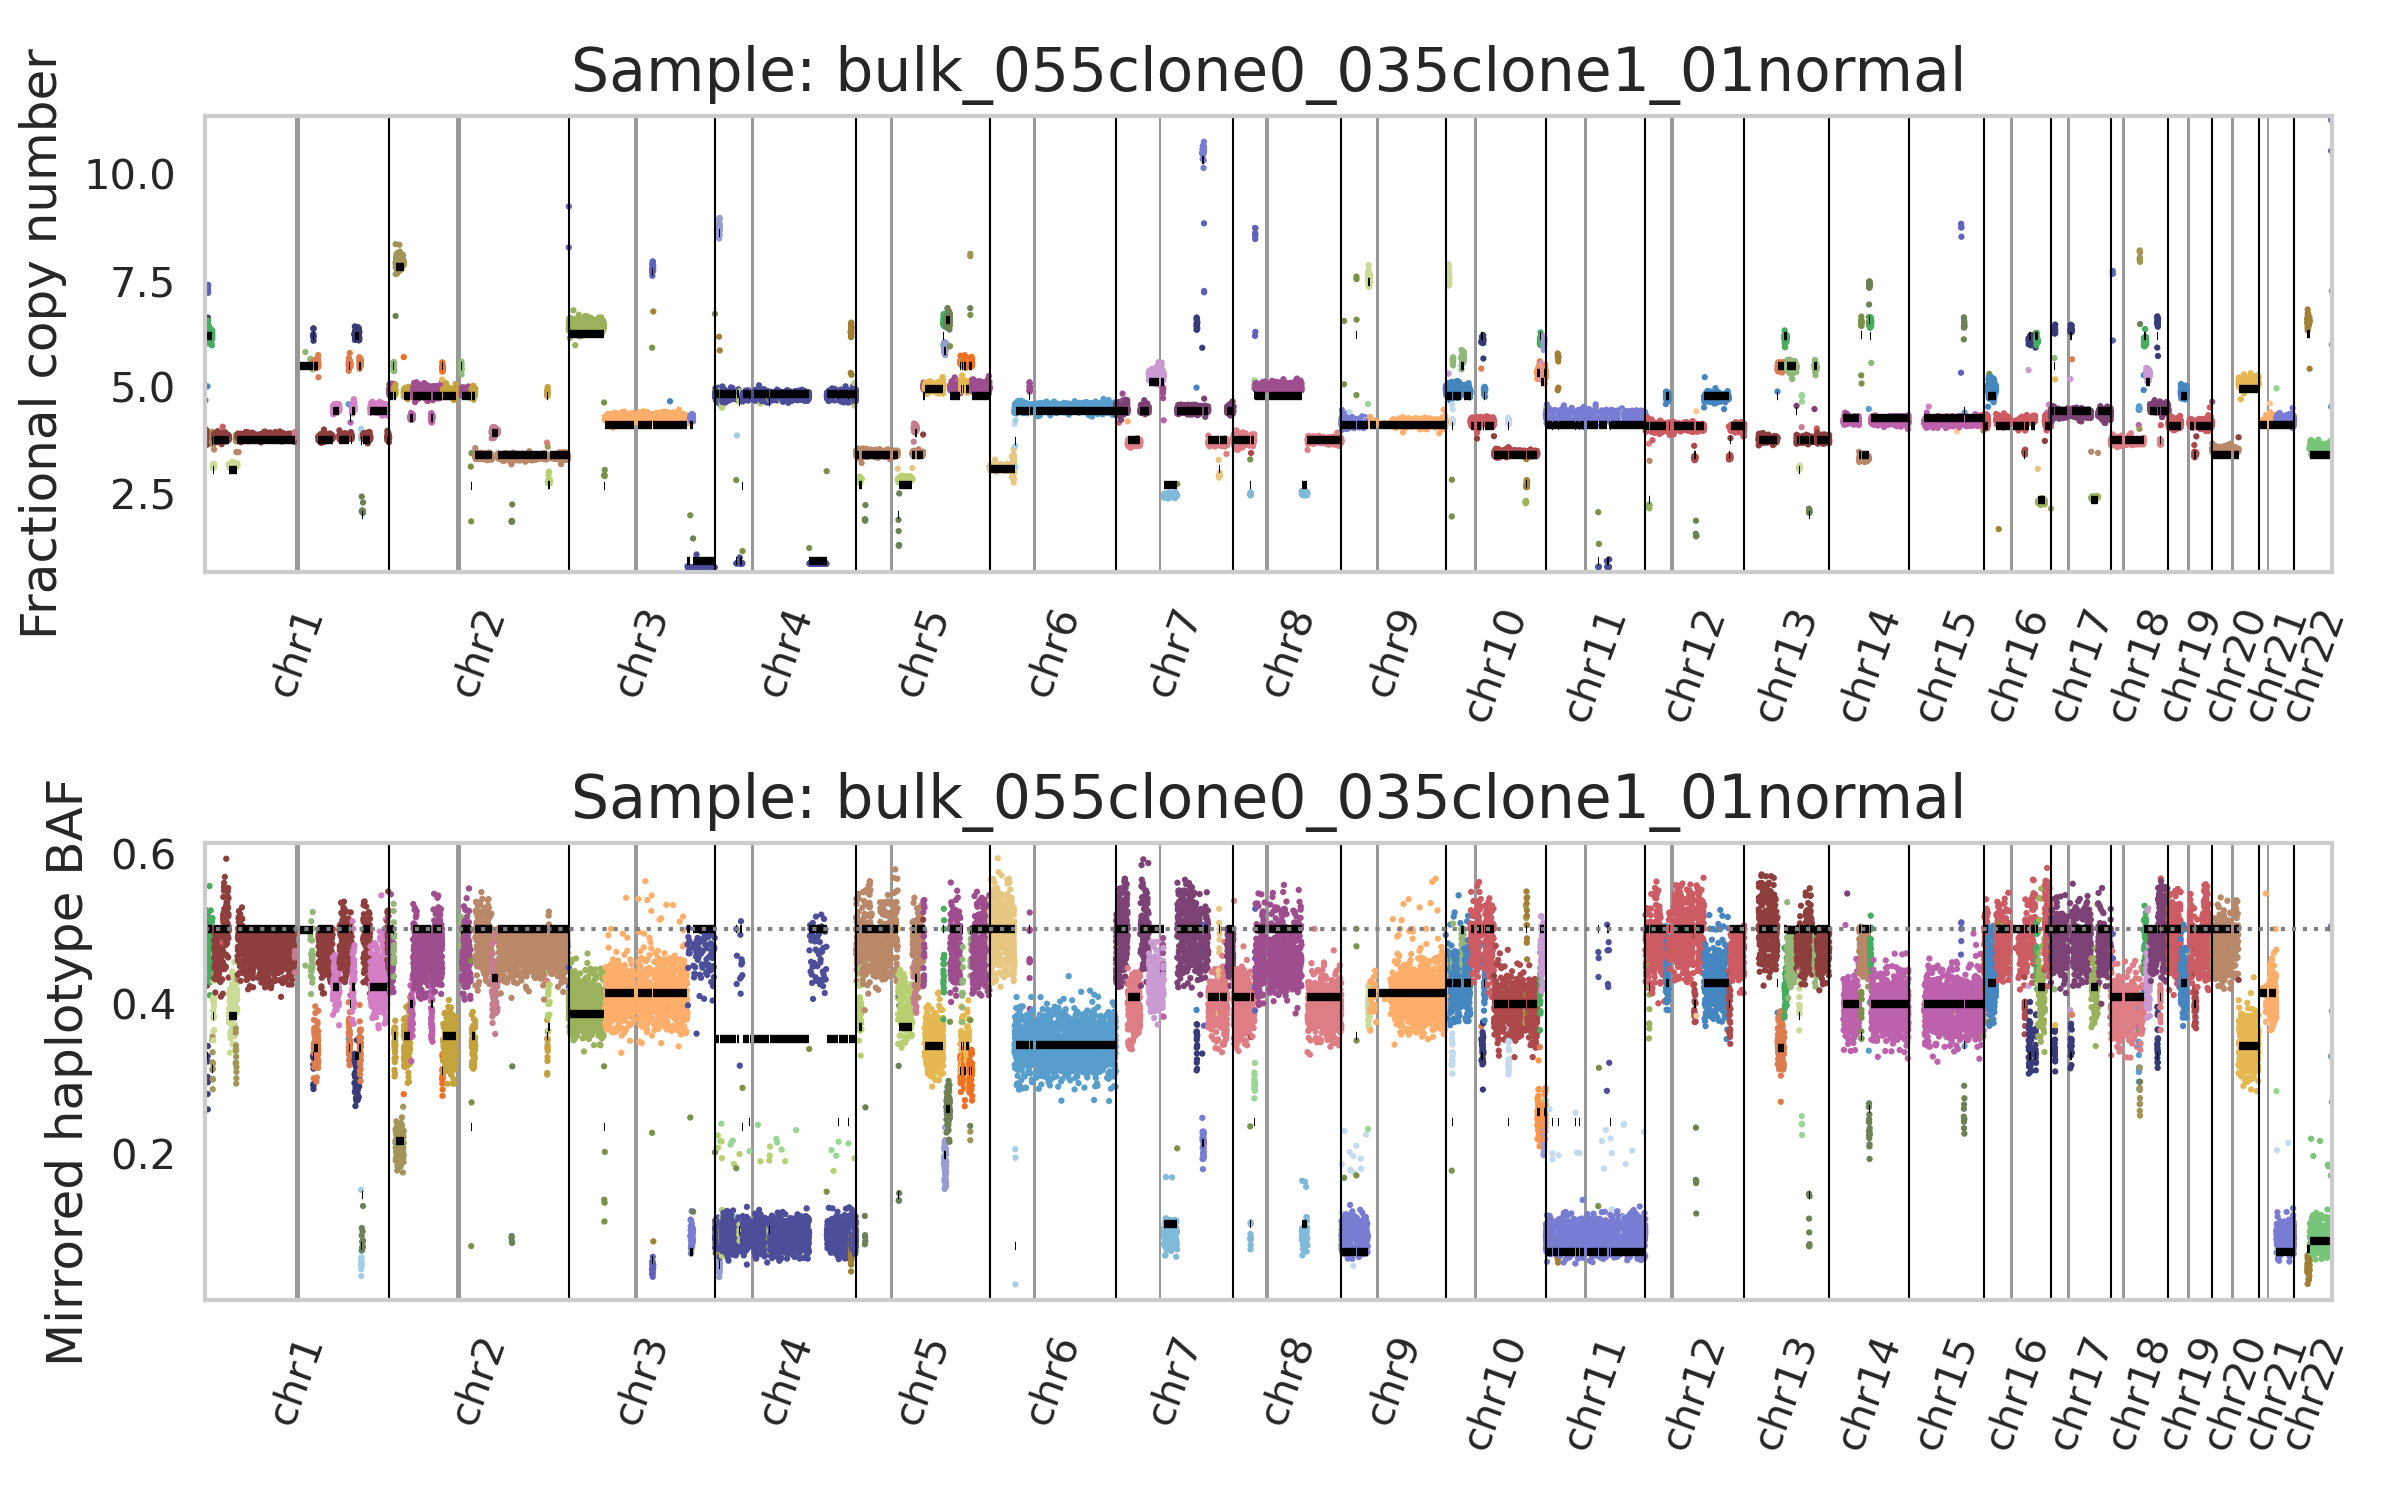 Sample: bulk_055clone0_035clone1_01normal
Fractional copy number
10.0
7.5
5.0
2.5
chr1 chr2 chr3 chr4 chr5 chr6 chr7 chr8 chr9 chr10 chr11 chr12 chr13 chr14 chr15 chr16 chr17 chr18 chr19 chr20 chr21 chr22
Sample: bulk_055clone0_035clone1_01normal
Mirrored haplotype BAF
0.6
0.4
0.2
chr1 chr2 chr3 chr4 chr5 chr6 chr7 chr8 chr9 chr10 chr11 chr12 chr13 chr14 chr15 chr16 chr17 chr18 chr19 chr20 chr21 chr22